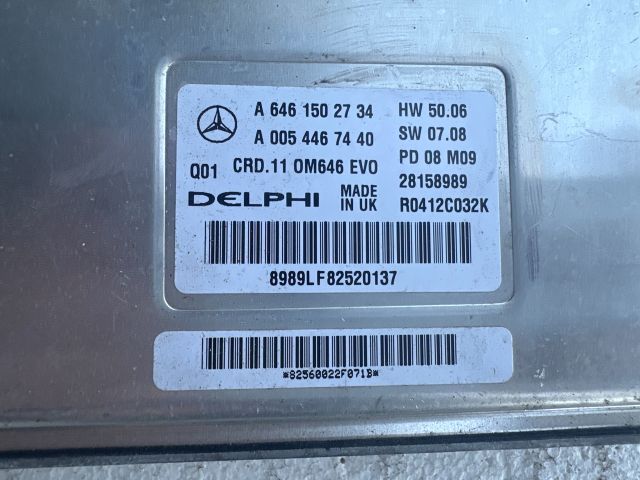 A 646 150 27 34 HW 50.06
A 005 446 74 40 SW 07.08
Q01 CRD.11 OM646 EVO PD 08 M09
DELPHI MADE IN UK 28158989
R0412C032K
8989LF82520137
*82560022F071B*